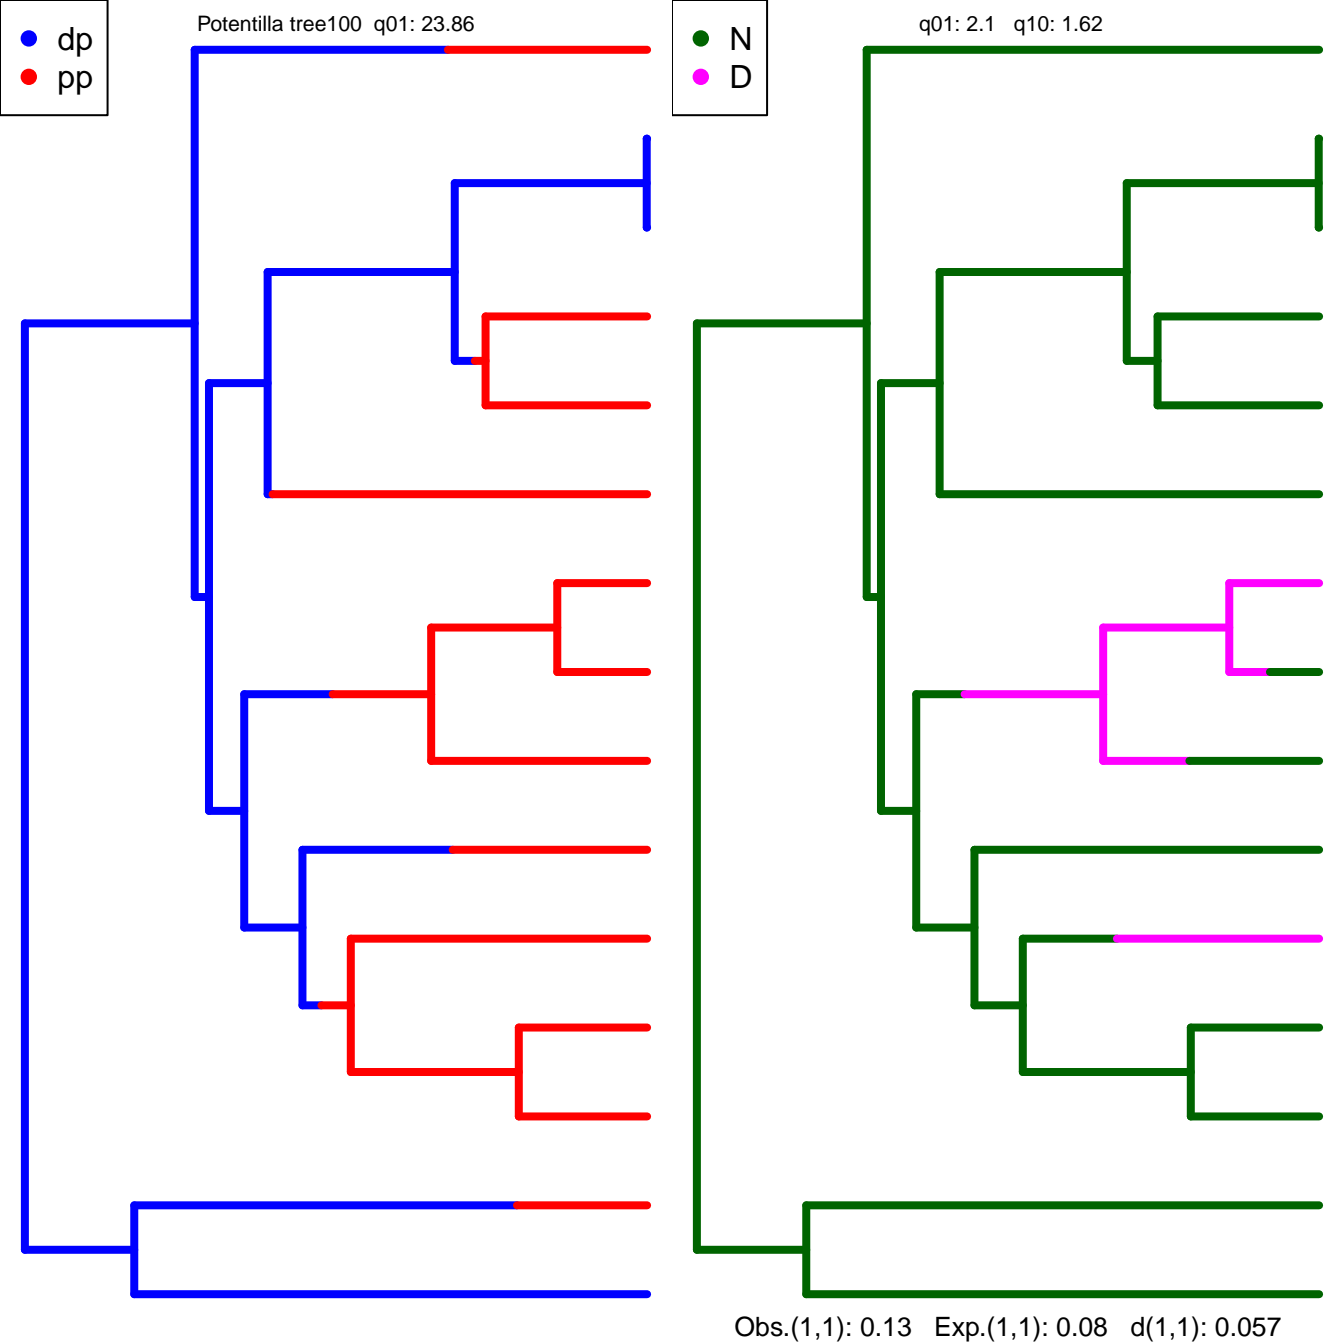 Potentilla tree100 q01: 23.86
dp
pp
q01: 2.1 q10: 1.62
N
D
Obs.(1,1): 0.13 Exp.(1,1): 0.08 d(1,1): 0.057